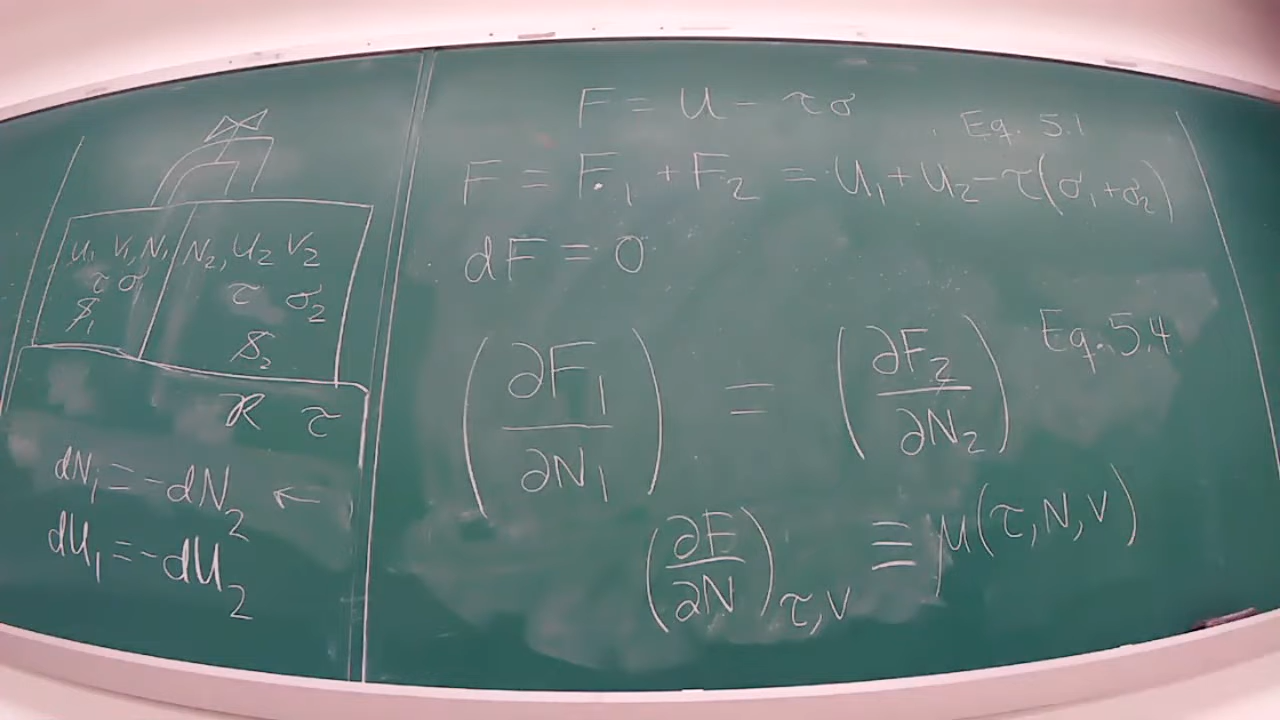 U₁ V₁, N₁ N₂, U₂ V₂
τ σ τ σ₂
𝒮₁ 𝒮₂
ℛ τ
dN₁ = -dN₂ ←
dU₁ = -dU₂
F = U - τσ
Eq. 5.1
F = F₁ + F₂ = U₁ + U₂ - τ(σ₁ + σ₂)
dF = 0
(∂F₁/∂N₁) = (∂F₂/∂N₂) Eq. 5.4
(∂F/∂N)τ,V ≡ μ(τ, N, V)